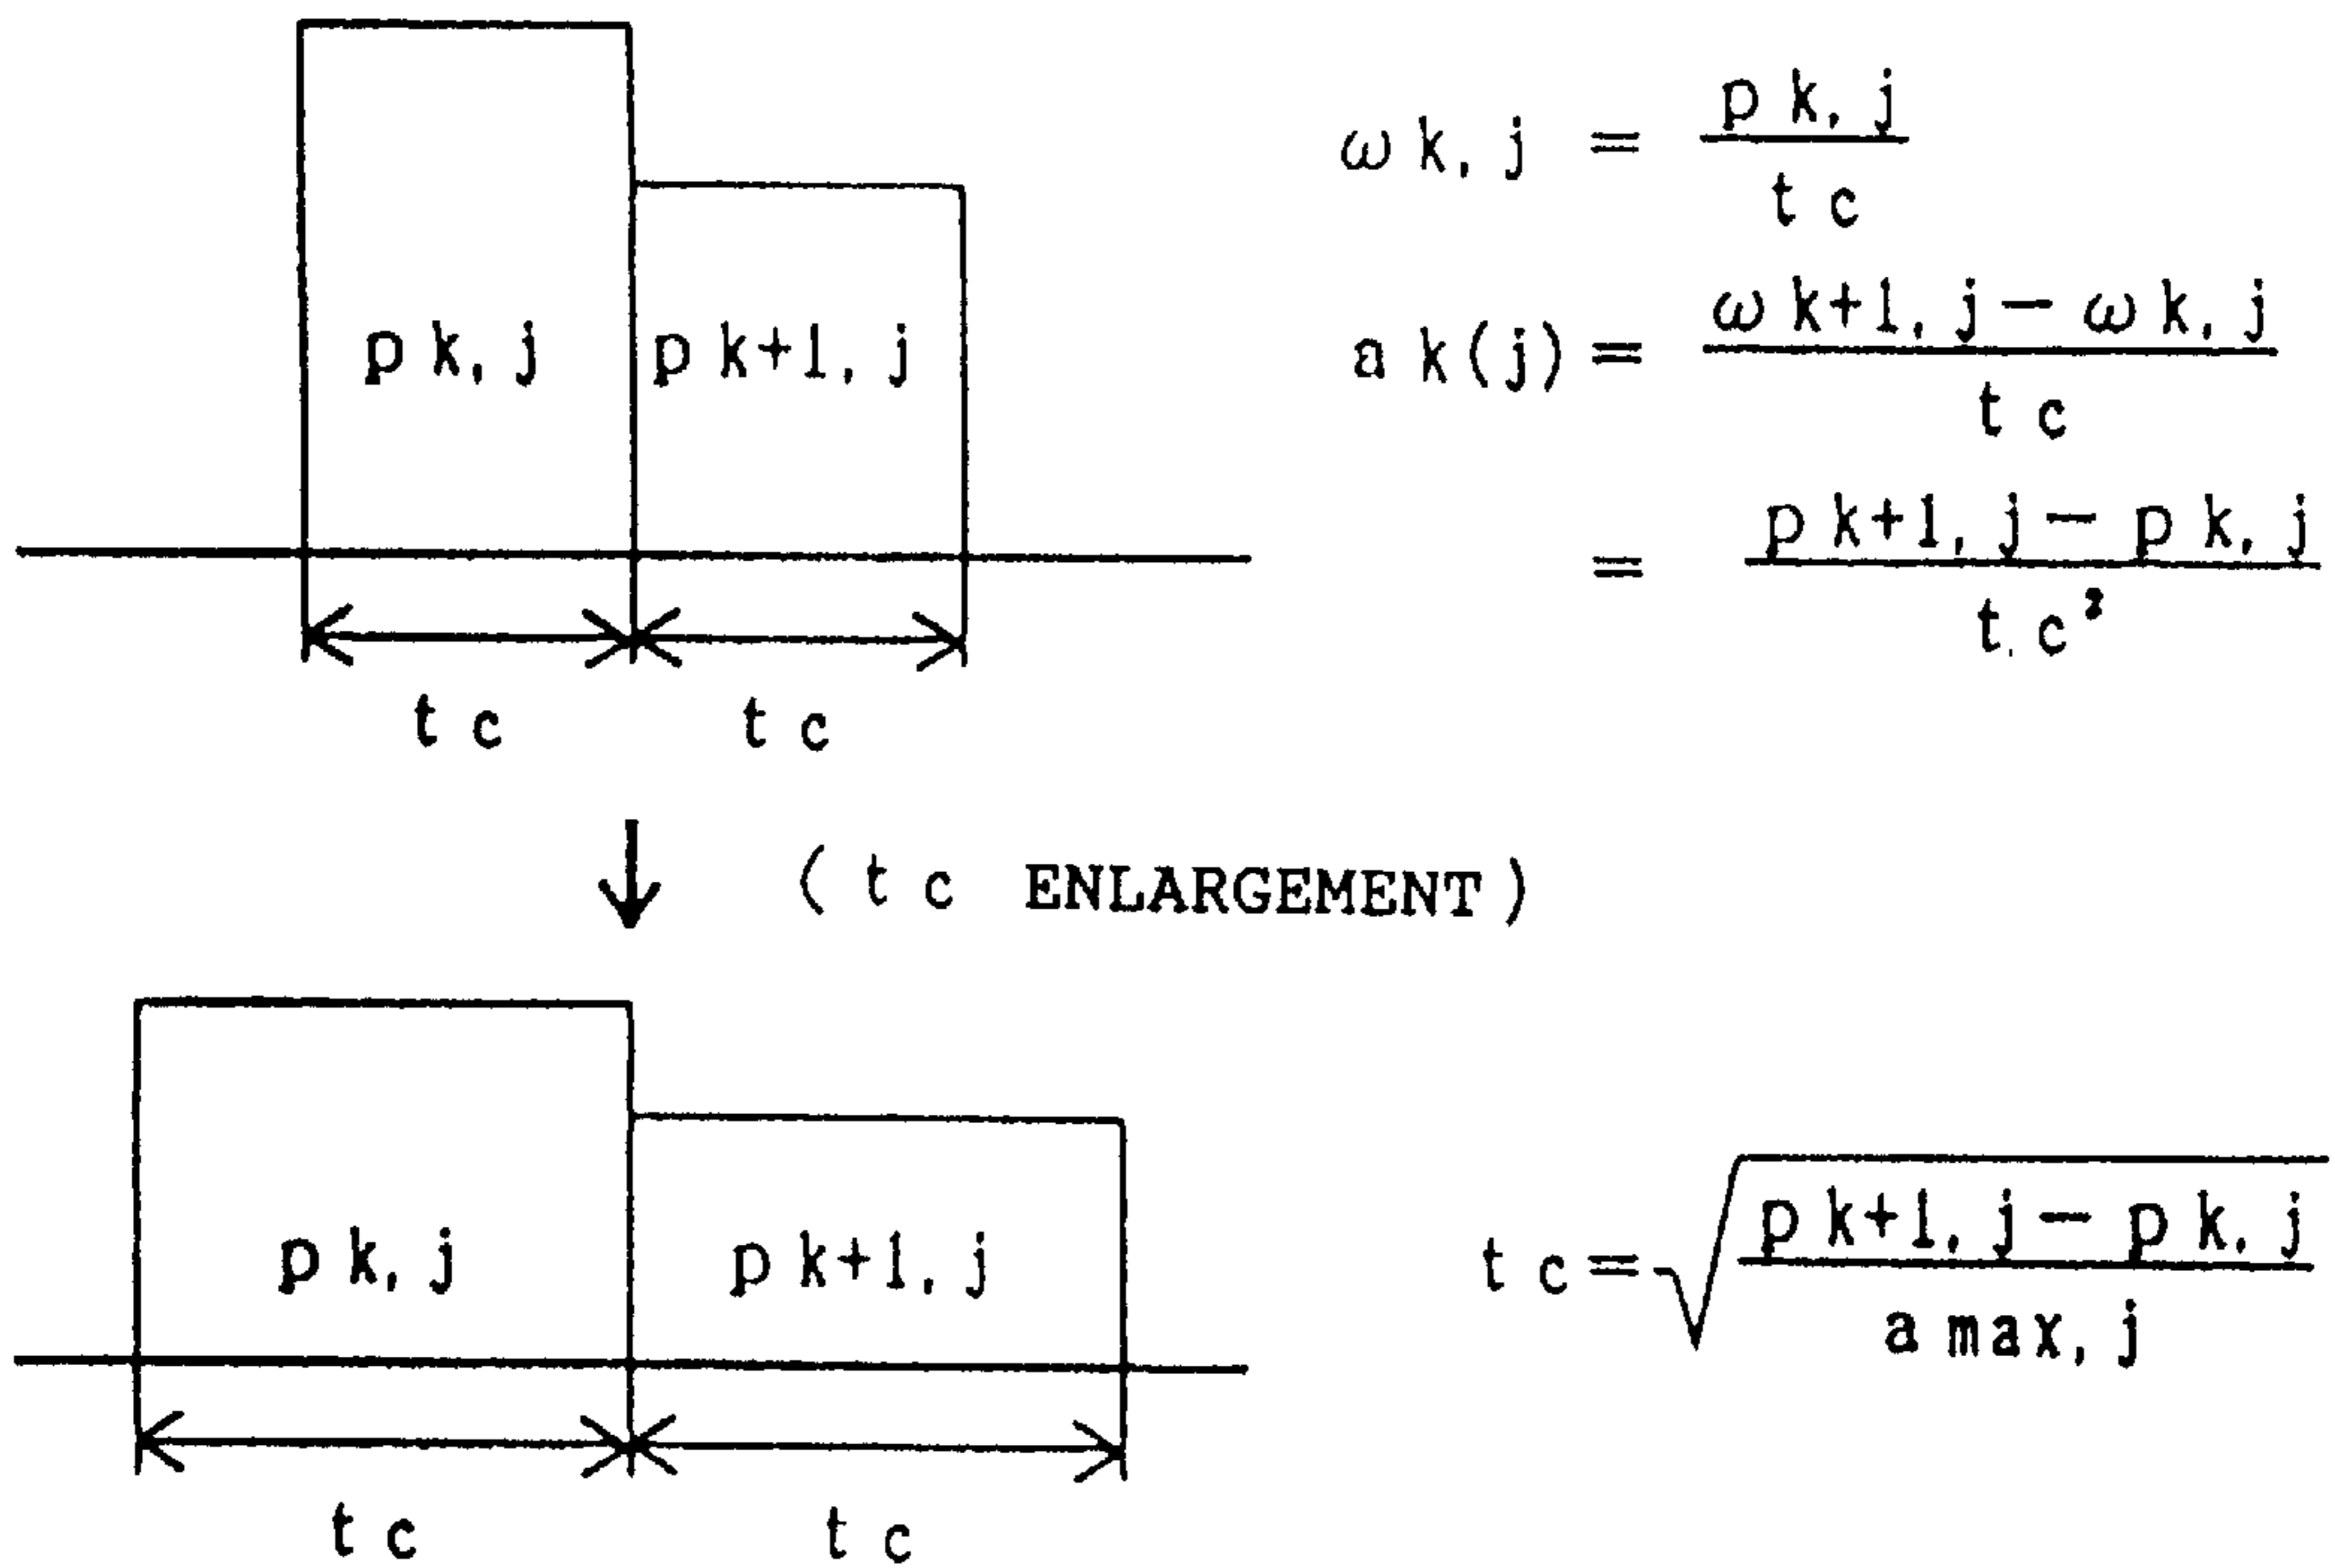 p k, j
p k+1, j
t c
t c
ω k, j = p k, j / t c
a k(j) = ω k+1, j − ω k, j / t c
= p k+1, j − p k, j / t c²
↓ ( t c ENLARGEMENT )
p k, j
p k+1, j
t c
t c
t c = √ p k+1, j − p k, j / a max, j